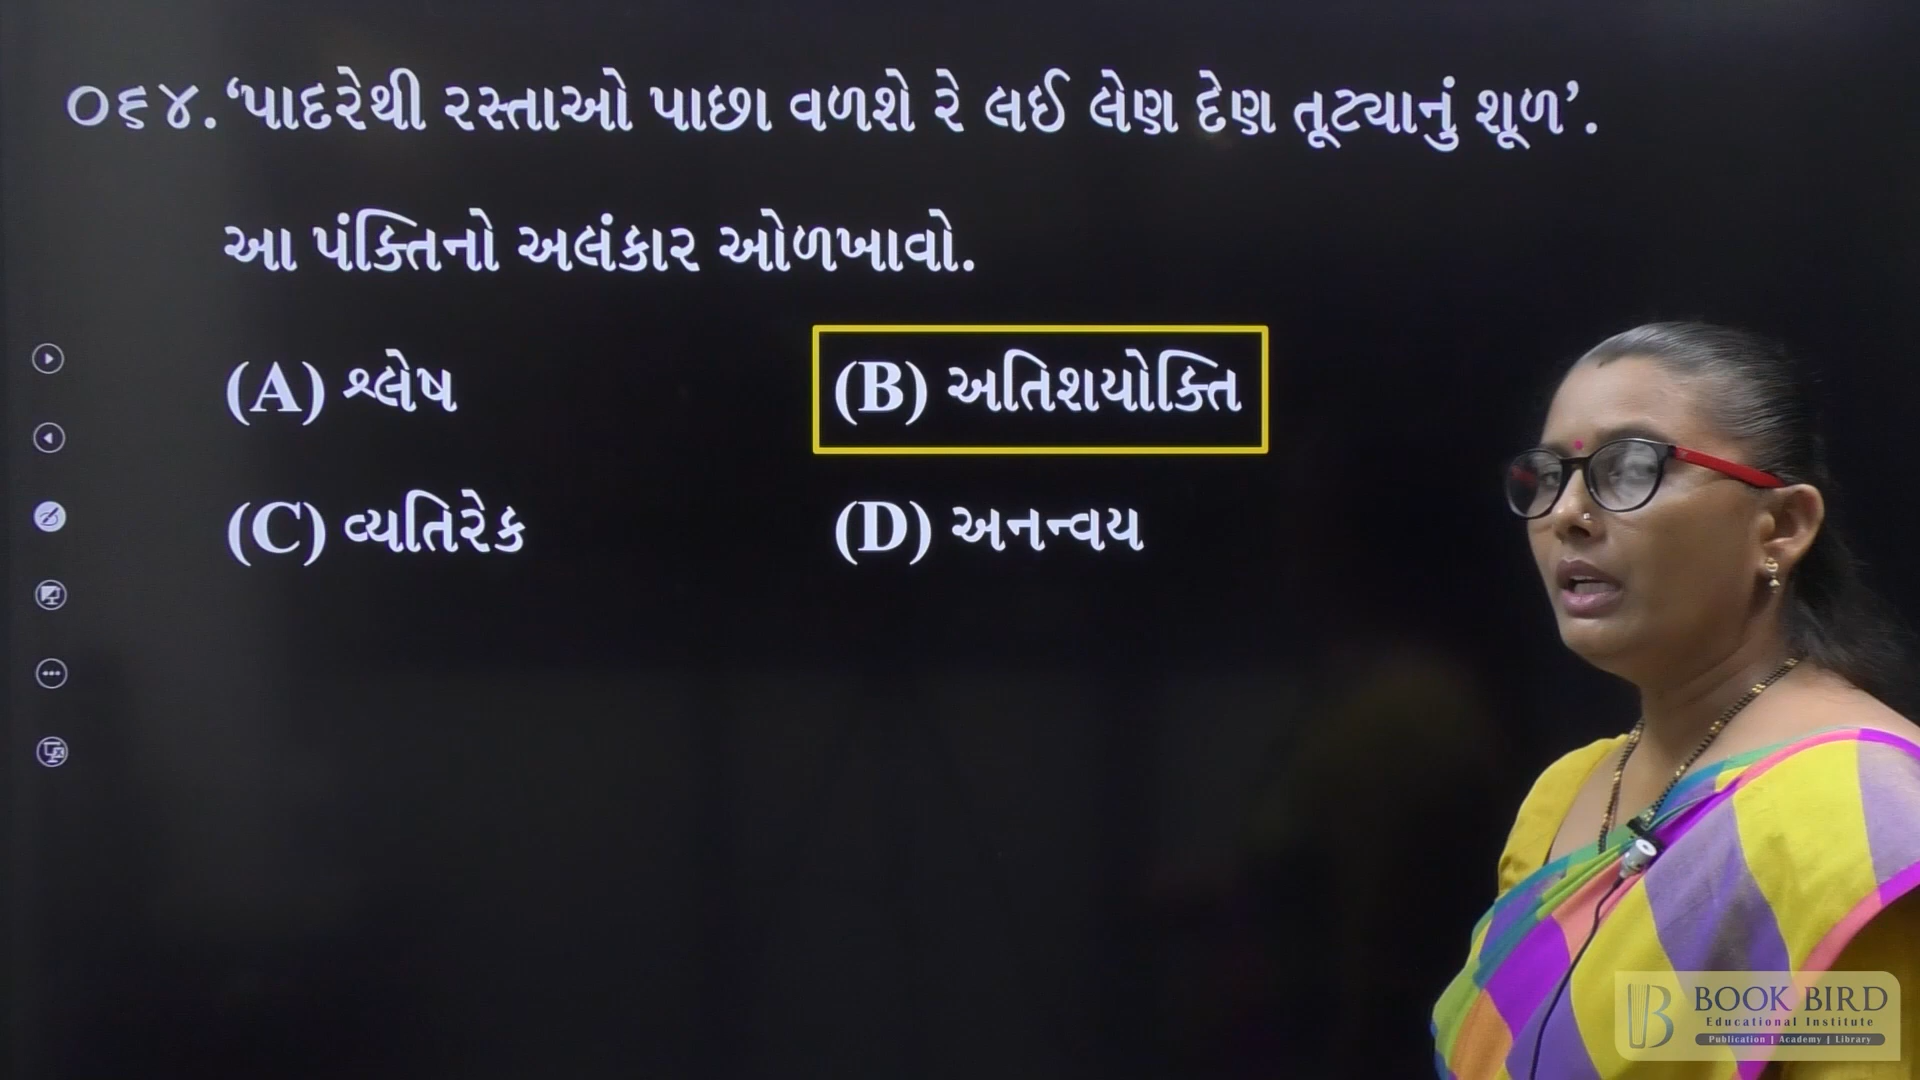 ૦૬૪. ‘પાદરેથી રસ્તાઓ પાછા વળશે રે લઈ લેણ દેણ તૂટ્યાનું શૂળ’.
આ પંક્તિનો અલંકાર ઓળખાવો.
(A) શ્લેષ (B) અતિશયોક્તિ
(C) વ્યતિરેક (D) અનન્વય
BOOK BIRD
Educational Institute
Publication | Academy | Library